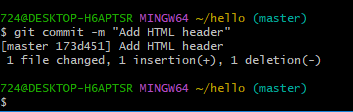 724@DESKTOP-H6APTSR MINGW64 ~/hello (master)
$ git commit -m "Add HTML header"
[master 173d451] Add HTML header
 1 file changed, 1 insertion(+), 1 deletion(-)
724@DESKTOP-H6APTSR MINGW64 ~/hello (master)
$